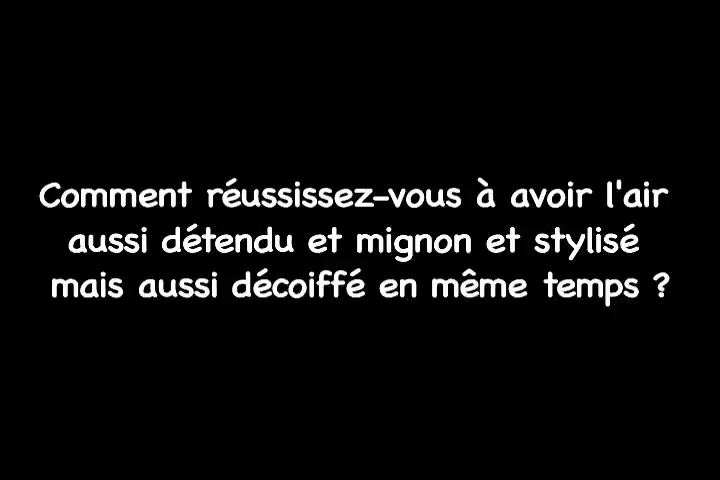 Comment réussissez-vous à avoir l'air
aussi détendu et mignon et stylisé
mais aussi décoiffé en même temps ?